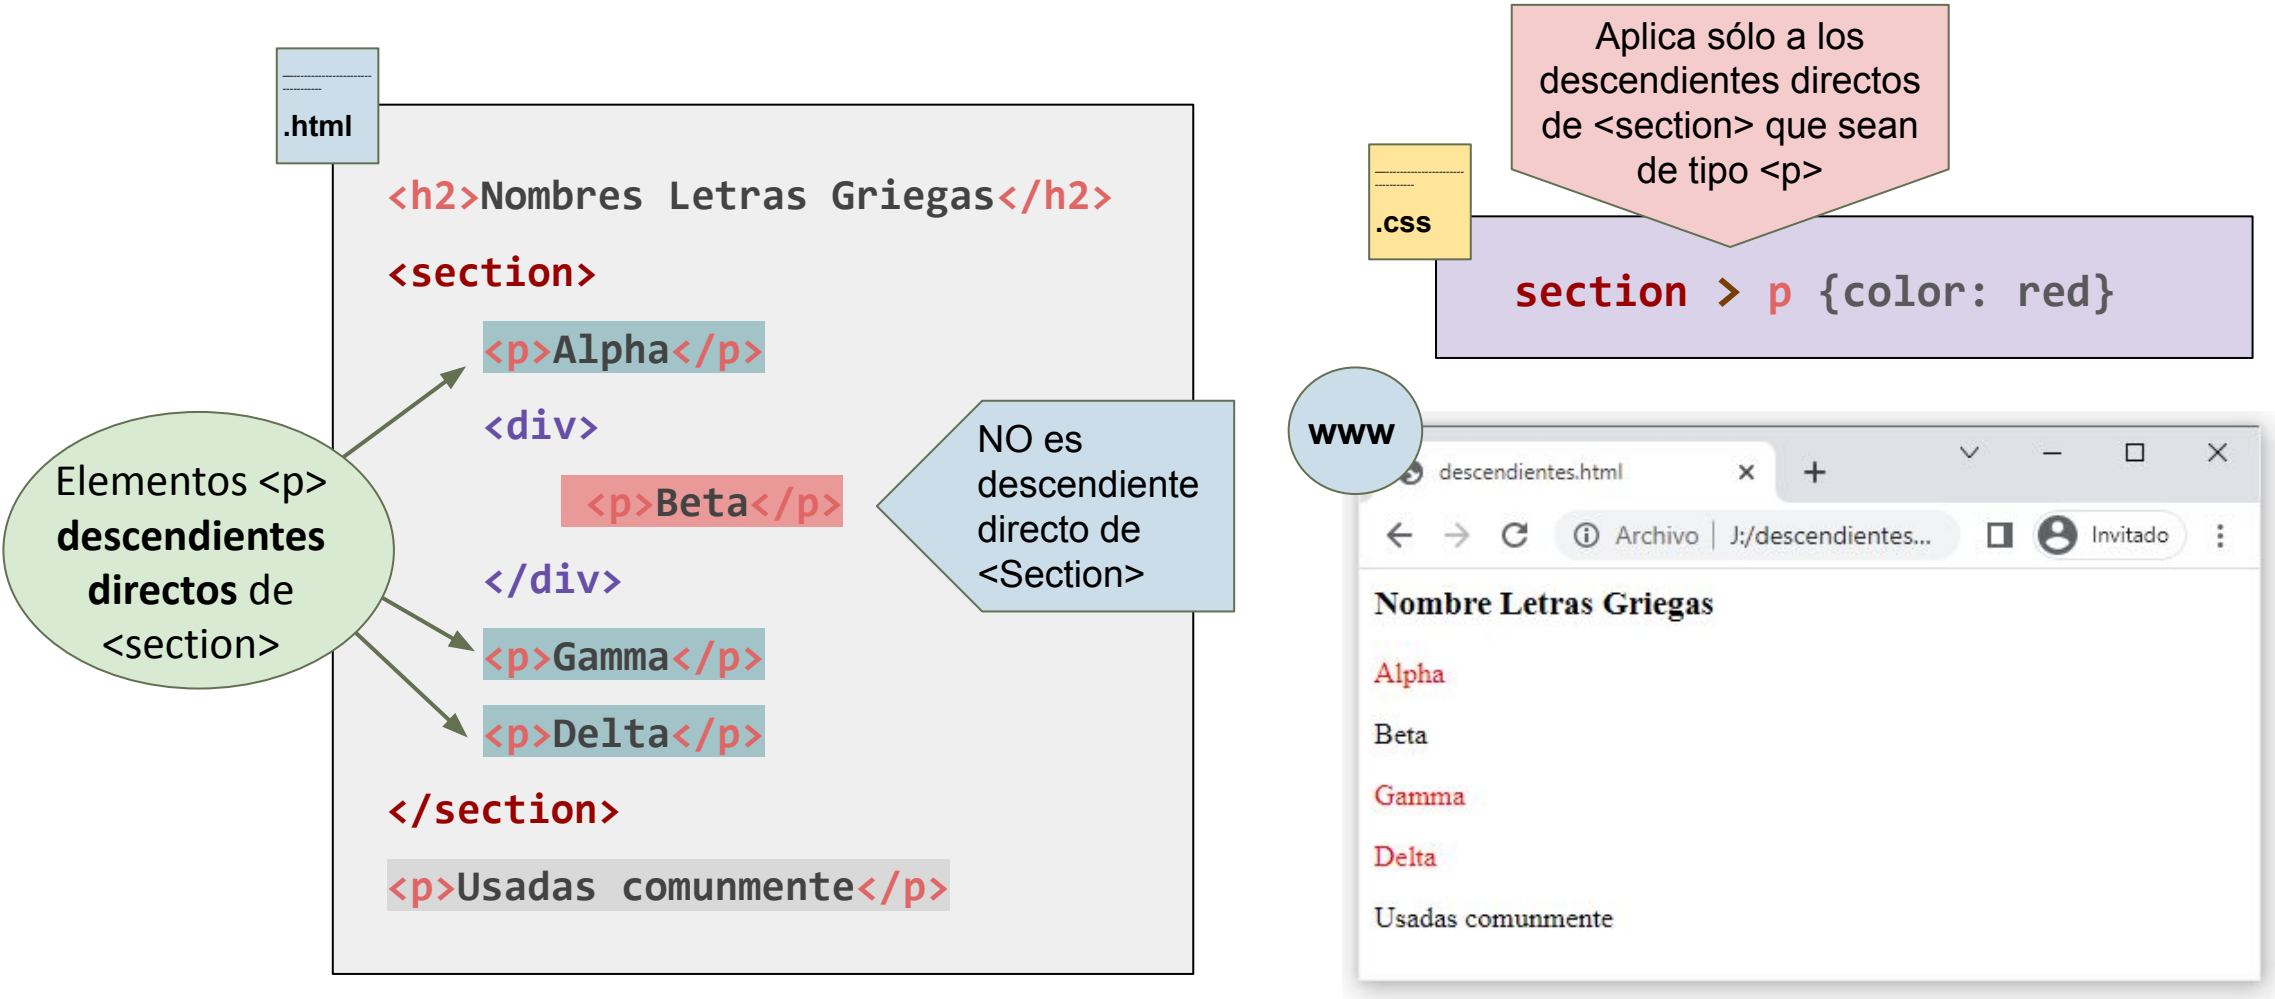 .html
<h2>Nombres Letras Griegas</h2>
<section>
<p>Alpha</p>
<div>
<p>Beta</p>
</div>
<p>Gamma</p>
<p>Delta</p>
</section>
<p>Usadas comunmente</p>
Elementos <p>
descendientes
directos de
<section>
NO es
descendiente
directo de
<Section>
Aplica sólo a los
descendientes directos
de <section> que sean
de tipo <p>
.css
section > p {color: red}
www
descendientes.html
Archivo | J:/descendientes...
Invitado
Nombre Letras Griegas
Alpha
Beta
Gamma
Delta
Usadas comunmente